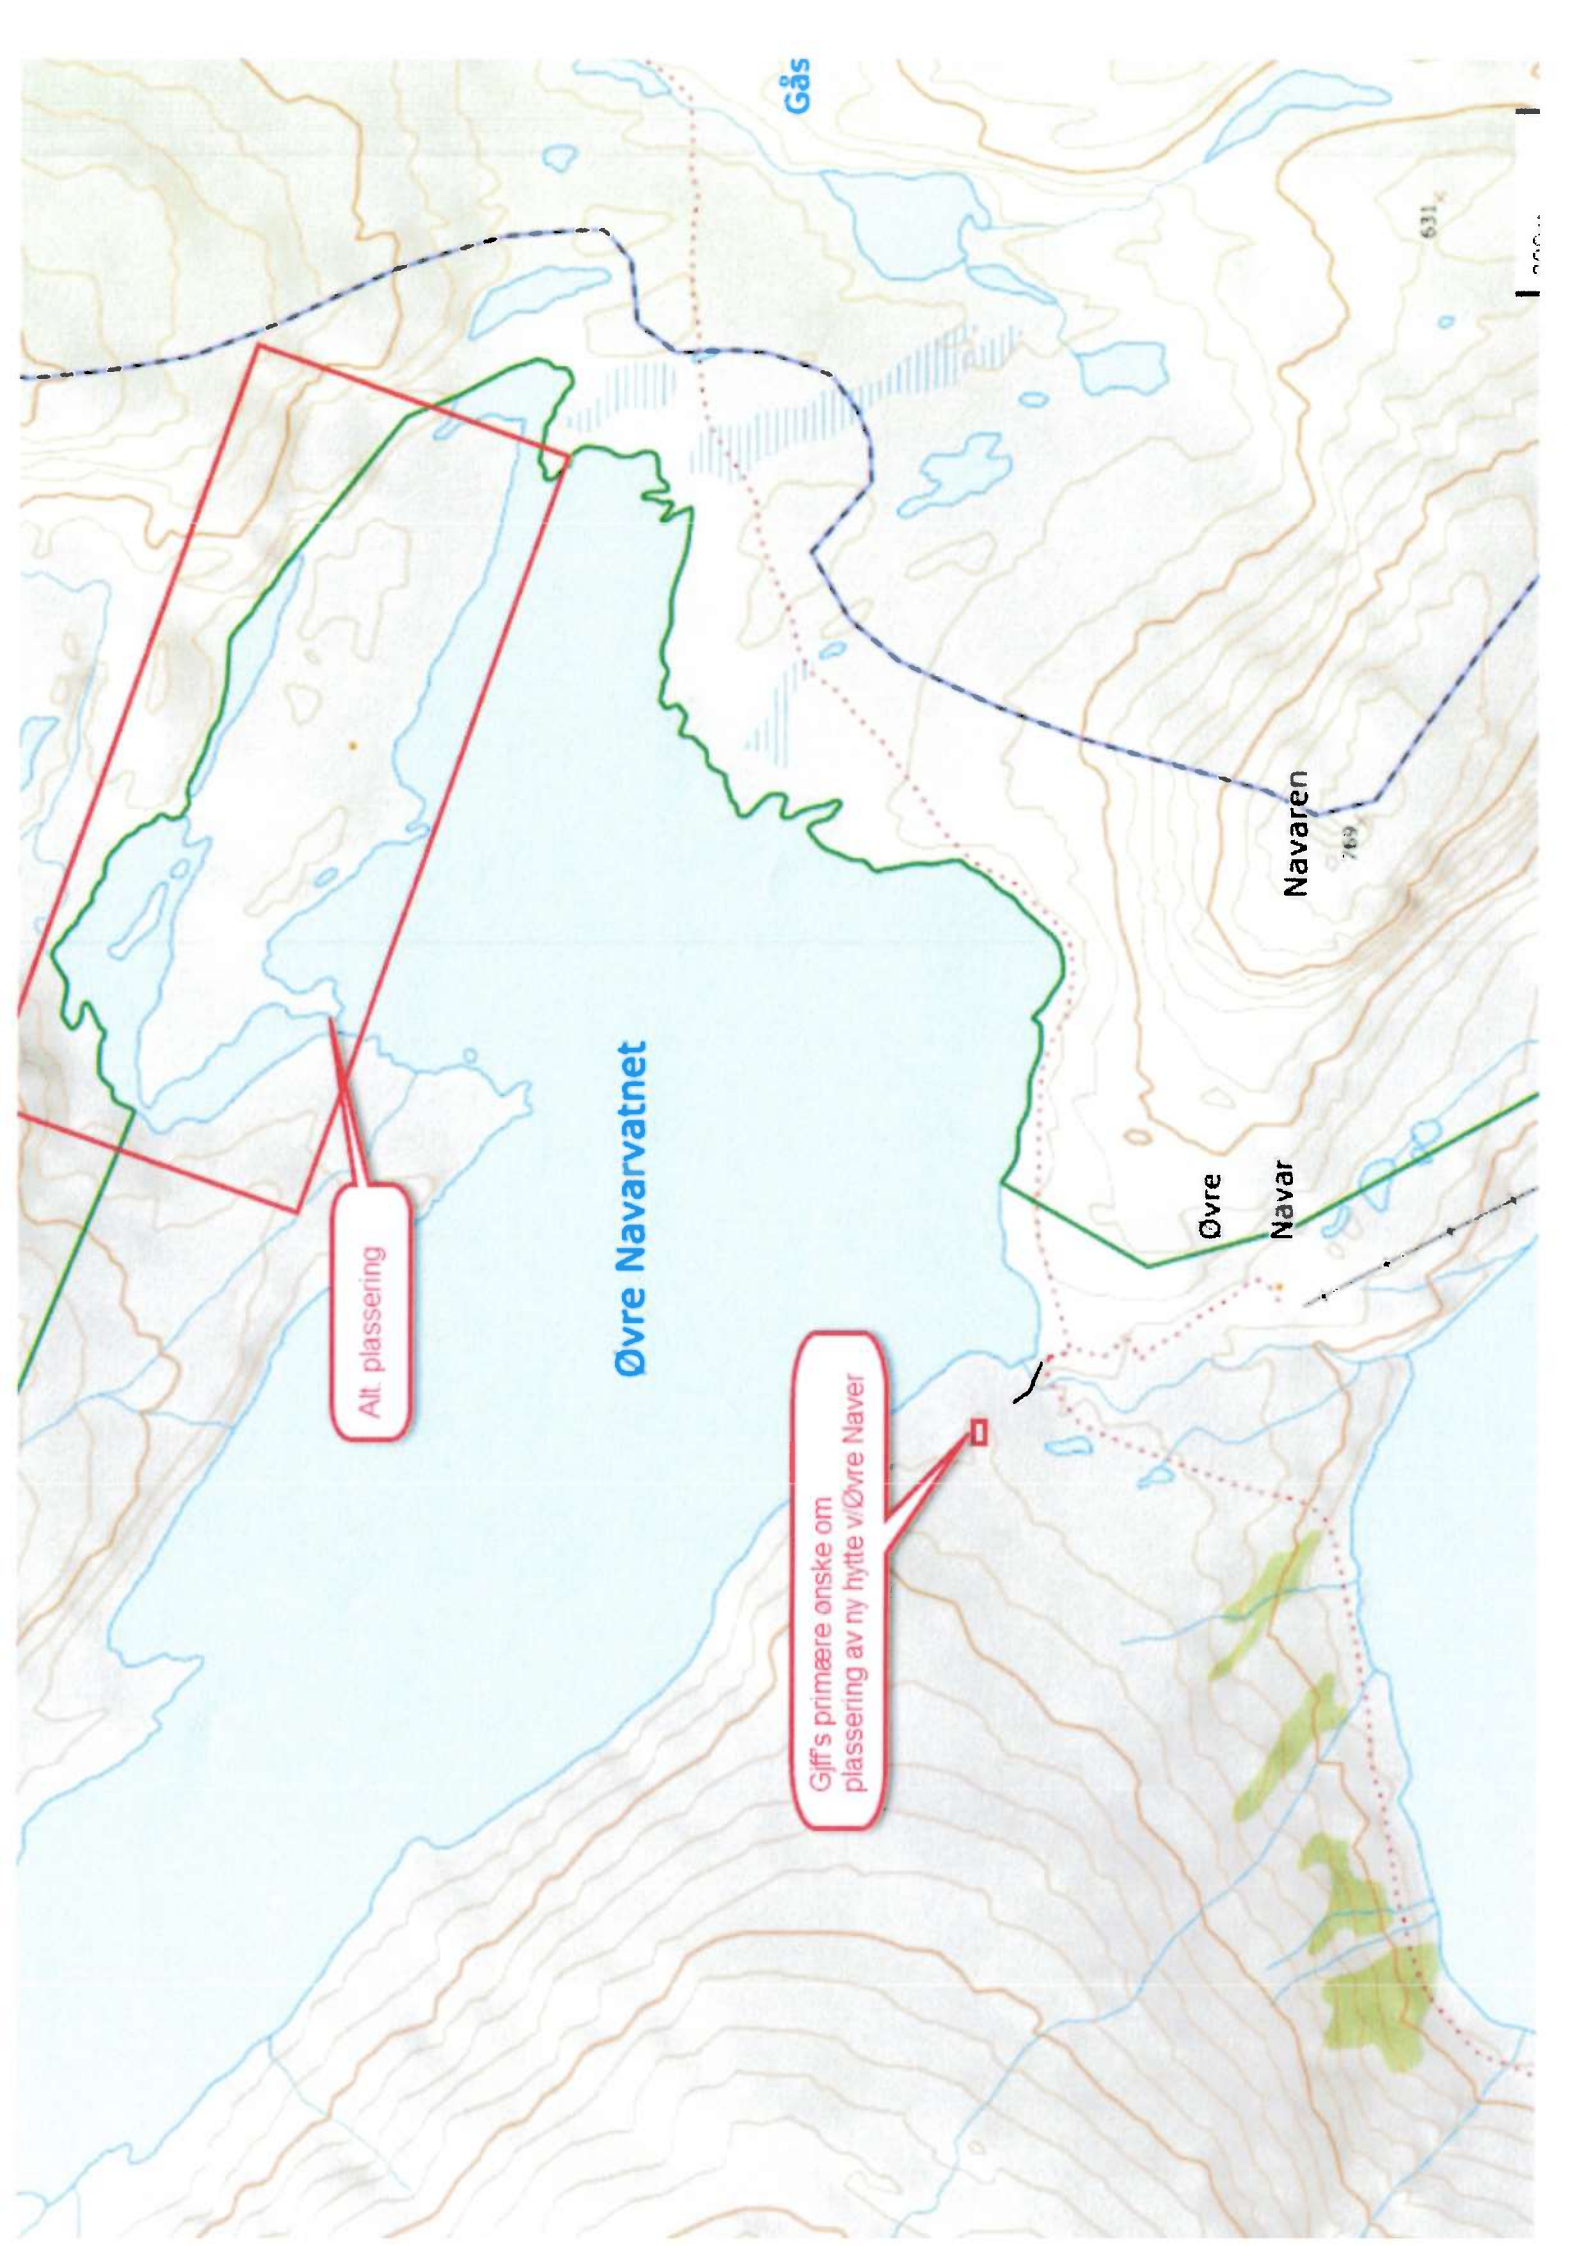 Alt. plassering
Øvre Navarvatnet
Gås
Gjff's primære ønske om
plassering av ny hytte v/Øvre Naver
Øvre
Navar
Navaren
769
631